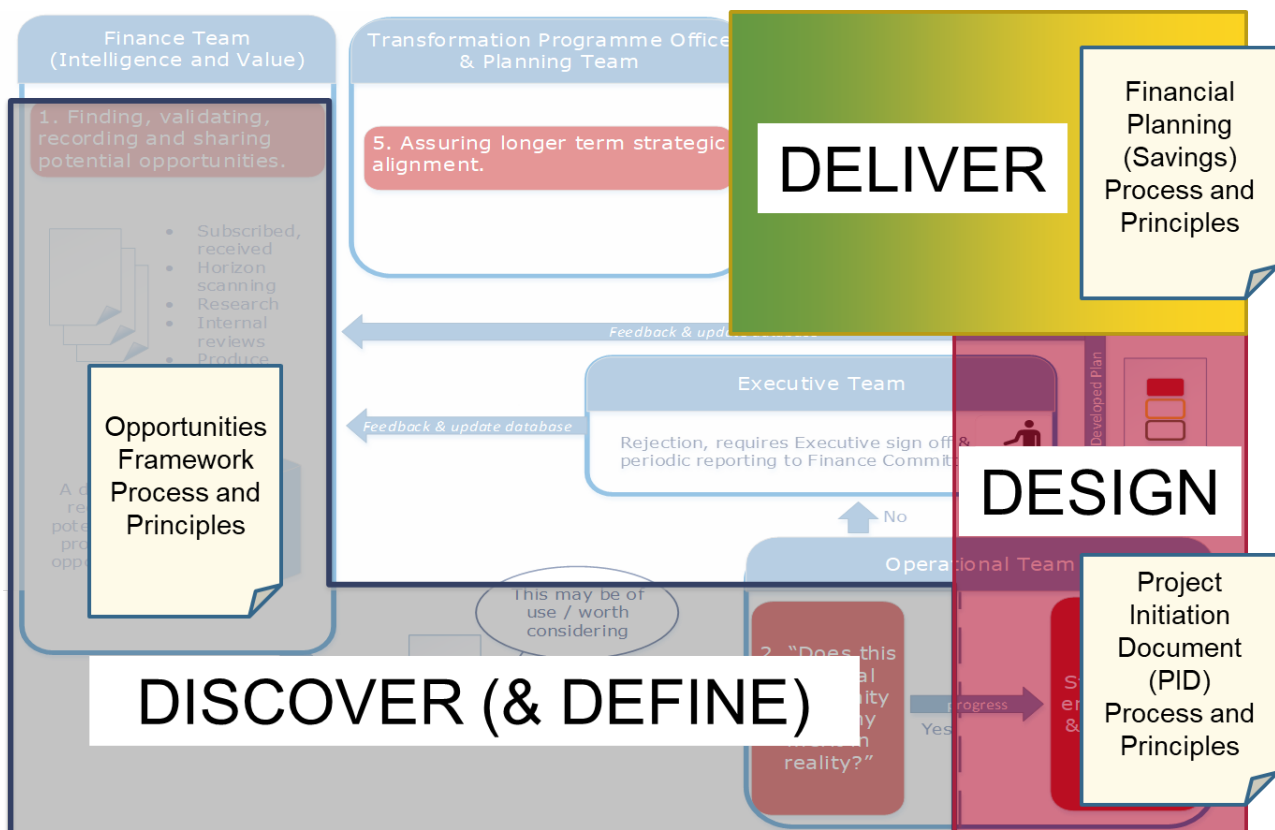 Finance Team
(Intelligence and Value)
1. Finding, validating,
recording and sharing
potential opportunities.
• Subscribed,
received
• Horizon
scanning
• Research
• Internal
reviews
• Produce
Opportunities
Framework
Process and
Principles
Transformation Programme Office
& Planning Team
5. Assuring longer term strategic
alignment.
DELIVER
Financial
Planning
(Savings)
Process and
Principles
Feedback & update database
Feedback & update database
Executive Team
Rejection, requires Executive sign off &
periodic reporting to Finance
Developed Plan
DESIGN
No
Operational Team
This may be of
use / worth
considering
2. “Does this
reality?”
progress
Yes
&
Project
Initiation
Document
(PID)
Process and
Principles
DISCOVER (& DEFINE)